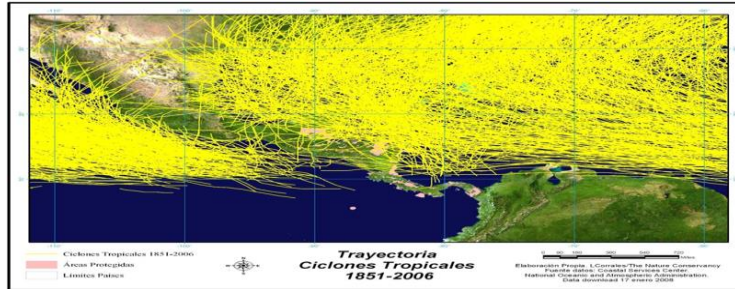 Ciclones Tropicales 1851-2006
Áreas Protegidas
Límites Países
Trayectoria
Ciclones Tropicales
1851-2006
Elaboración Propia. LCorrales/The Nature Conservancy
Fuente datos: Coastal Services Center.
National Oceanic and Atmospheric Administration.
Data download 17 enero 2008